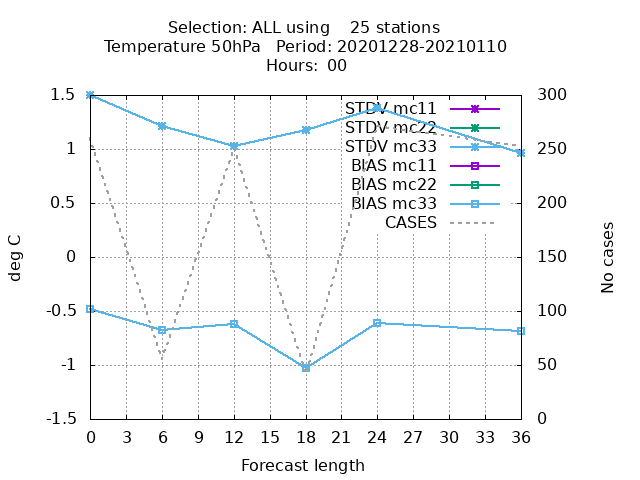 Selection: ALL using    25 stations
Temperature 50hPa   Period: 20201228-20210110
Hours: 00
1.5
1
0.5
0
-0.5
-1
-1.5
deg C
300
250
200
150
100
50
0
No cases
STDV mc11
STDV mc22
STDV mc33
BIAS mc11
BIAS mc22
BIAS mc33
CASES
0 3 6 9 12 15 18 21 24 27 30 33 36
Forecast length